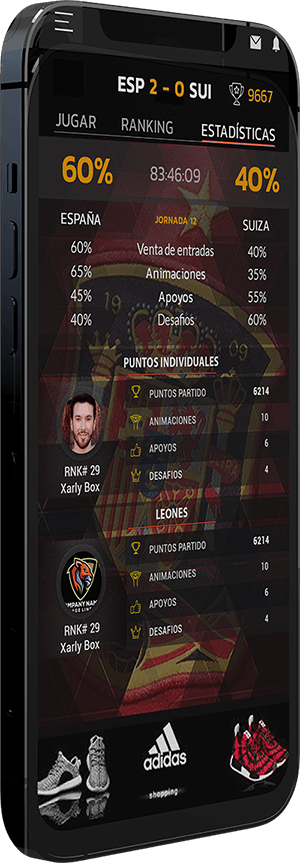 ESP 2 - 0 SUI 9667
JUGAR RANKING ESTADÍSTICAS
60% 83:46:09 40%
ESPAÑA JORNADA 12 SUIZA
60% Venta de entradas 40%
65% Animaciones 35%
45% Apoyos 55%
40% Desafios 60%
PUNTOS INDIVIDUALES
PUNTOS PARTIDO 6214
ANIMACIONES 10
APOYOS 6
DESAFIOS 4
RNK# 29
Xarly Box
LEONES
PUNTOS PARTIDO 6214
ANIMACIONES 10
APOYOS 6
DESAFIOS 4
RNK# 29
Xarly Box
adidas
shopping